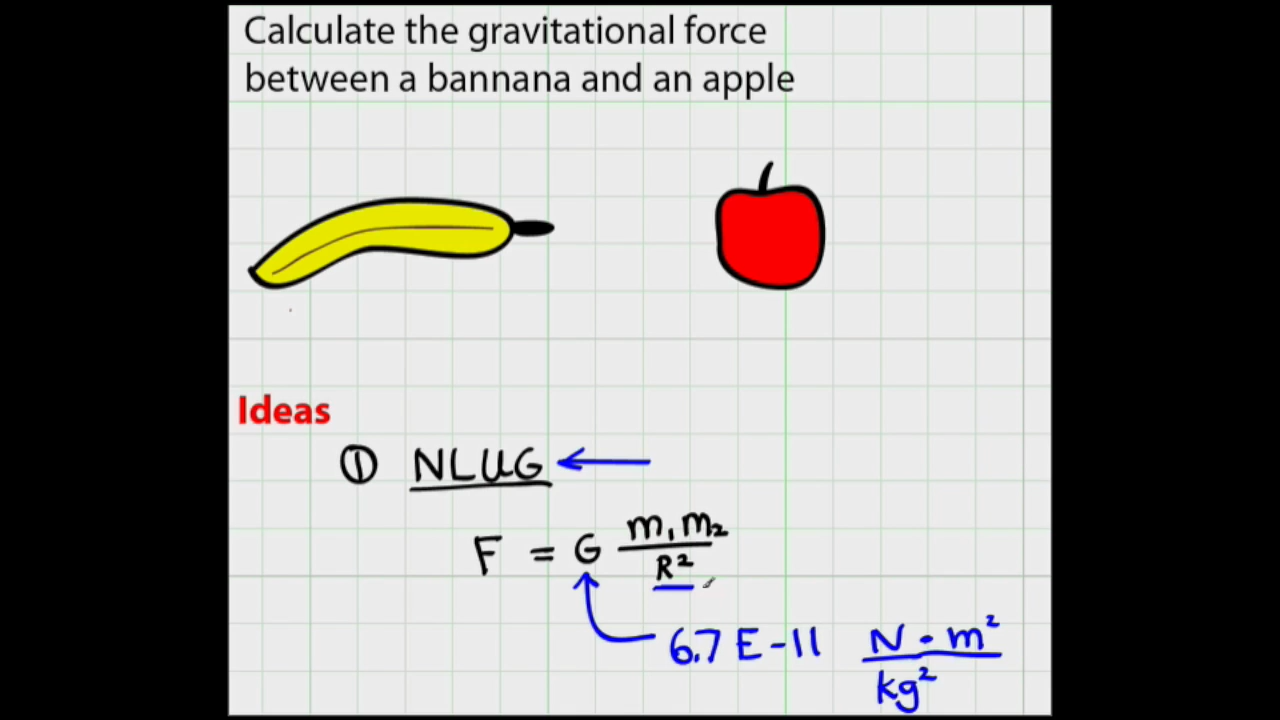 Calculate the gravitational force
between a bannana and an apple
Ideas
① NLUG
F = G m₁m₂
R²
6.7 E-11 N·m²
kg²